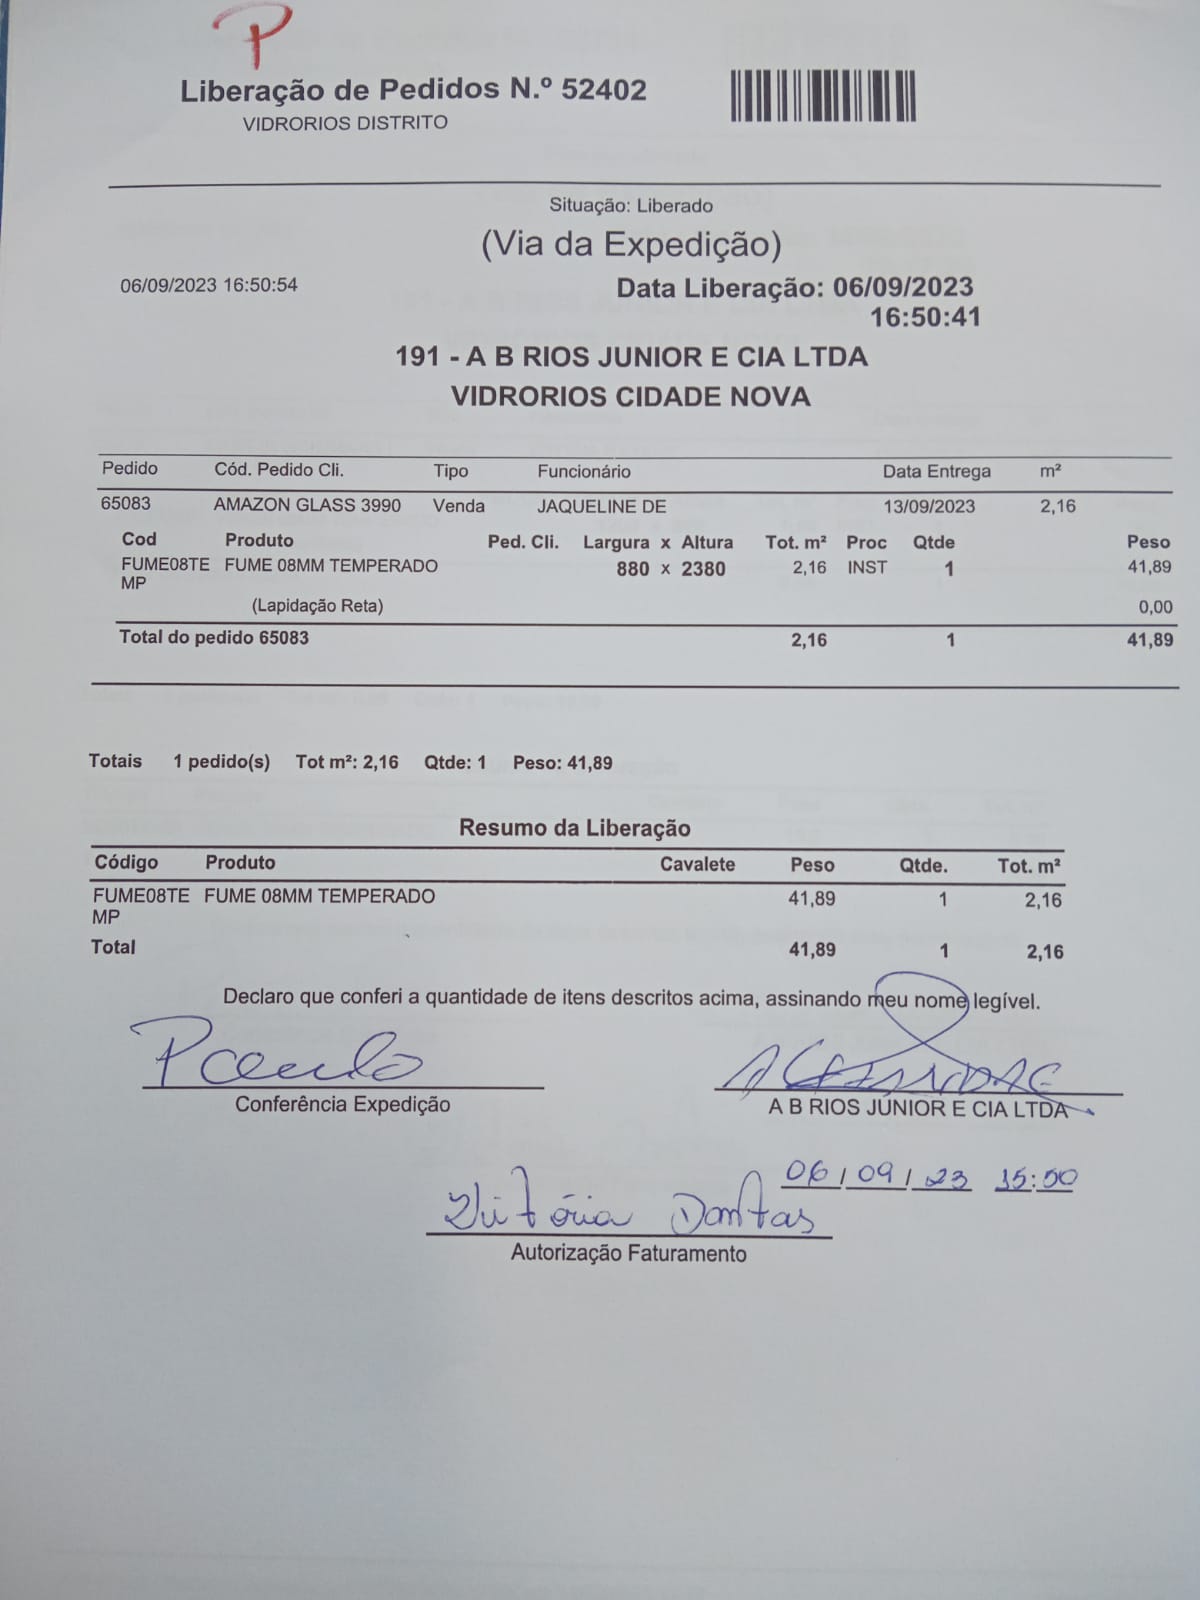 P
Liberação de Pedidos N.º 52402
VIDRORIOS DISTRITO
Situação: Liberado
(Via da Expedição)
06/09/2023 16:50:54 Data Liberação: 06/09/2023
16:50:41
191 - A B RIOS JUNIOR E CIA LTDA
VIDRORIOS CIDADE NOVA
Pedido Cód. Pedido Cli. Tipo Funcionário Data Entrega m²
65083 AMAZON GLASS 3990 Venda JAQUELINE DE 13/09/2023 2,16
Cod Produto Ped. Cli. Largura x Altura Tot. m² Proc Qtde Peso
FUME08TE FUME 08MM TEMPERADO 880 x 2380 2,16 INST 1 41,89
MP
(Lapidação Reta) 0,00
Total do pedido 65083 2,16 1 41,89
Totais 1 pedido(s) Tot m²: 2,16 Qtde: 1 Peso: 41,89
Resumo da Liberação
Código Produto Cavalete Peso Qtde. Tot. m²
FUME08TE FUME 08MM TEMPERADO 41,89 1 2,16
MP
Total 41,89 1 2,16
Declaro que conferi a quantidade de itens descritos acima, assinando meu nome legível.
Paulo
Conferência Expedição A B RIOS JUNIOR E CIA LTDA
06/09/23 15:50
Vitória Dantas
Autorização Faturamento